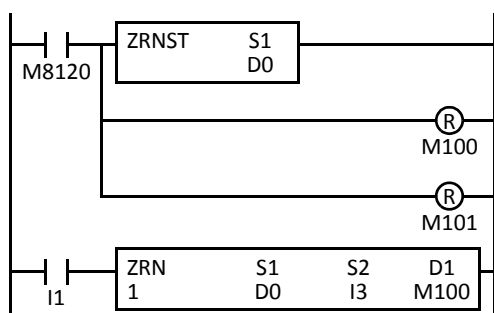 ZRNST S1
D0
M8120
R
M100
R
M101
ZRN S1 S2 D1
1 D0 I3 M100
I1